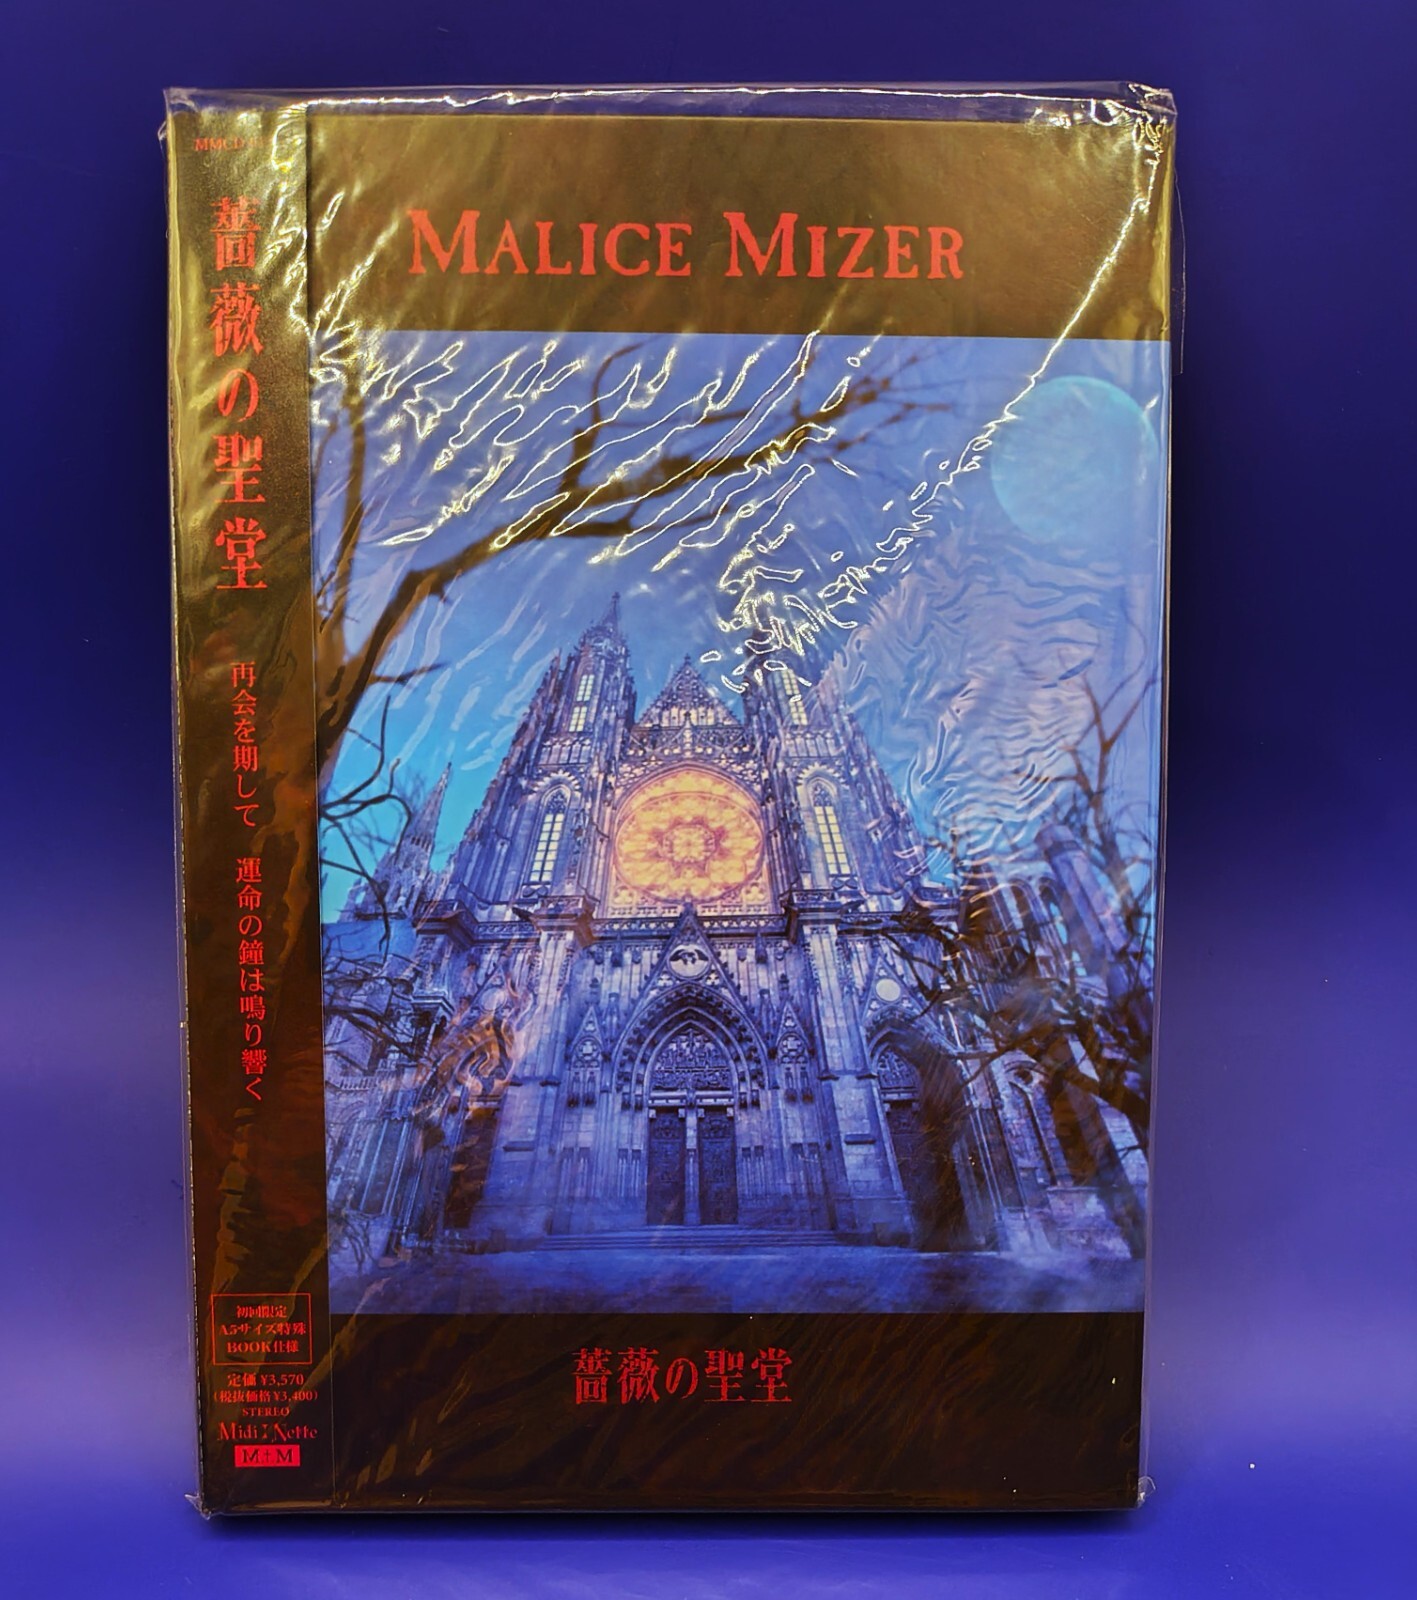 MMCD
薔薇の聖堂
再会を期して 運命の鐘は鳴り響く
初回限定
A5サイズ特殊
BOOK仕様
定価 ¥3,570
(税抜価格 ¥3,400)
STEREO
Midi:Nette
M†M
MALICE MIZER
薔薇の聖堂